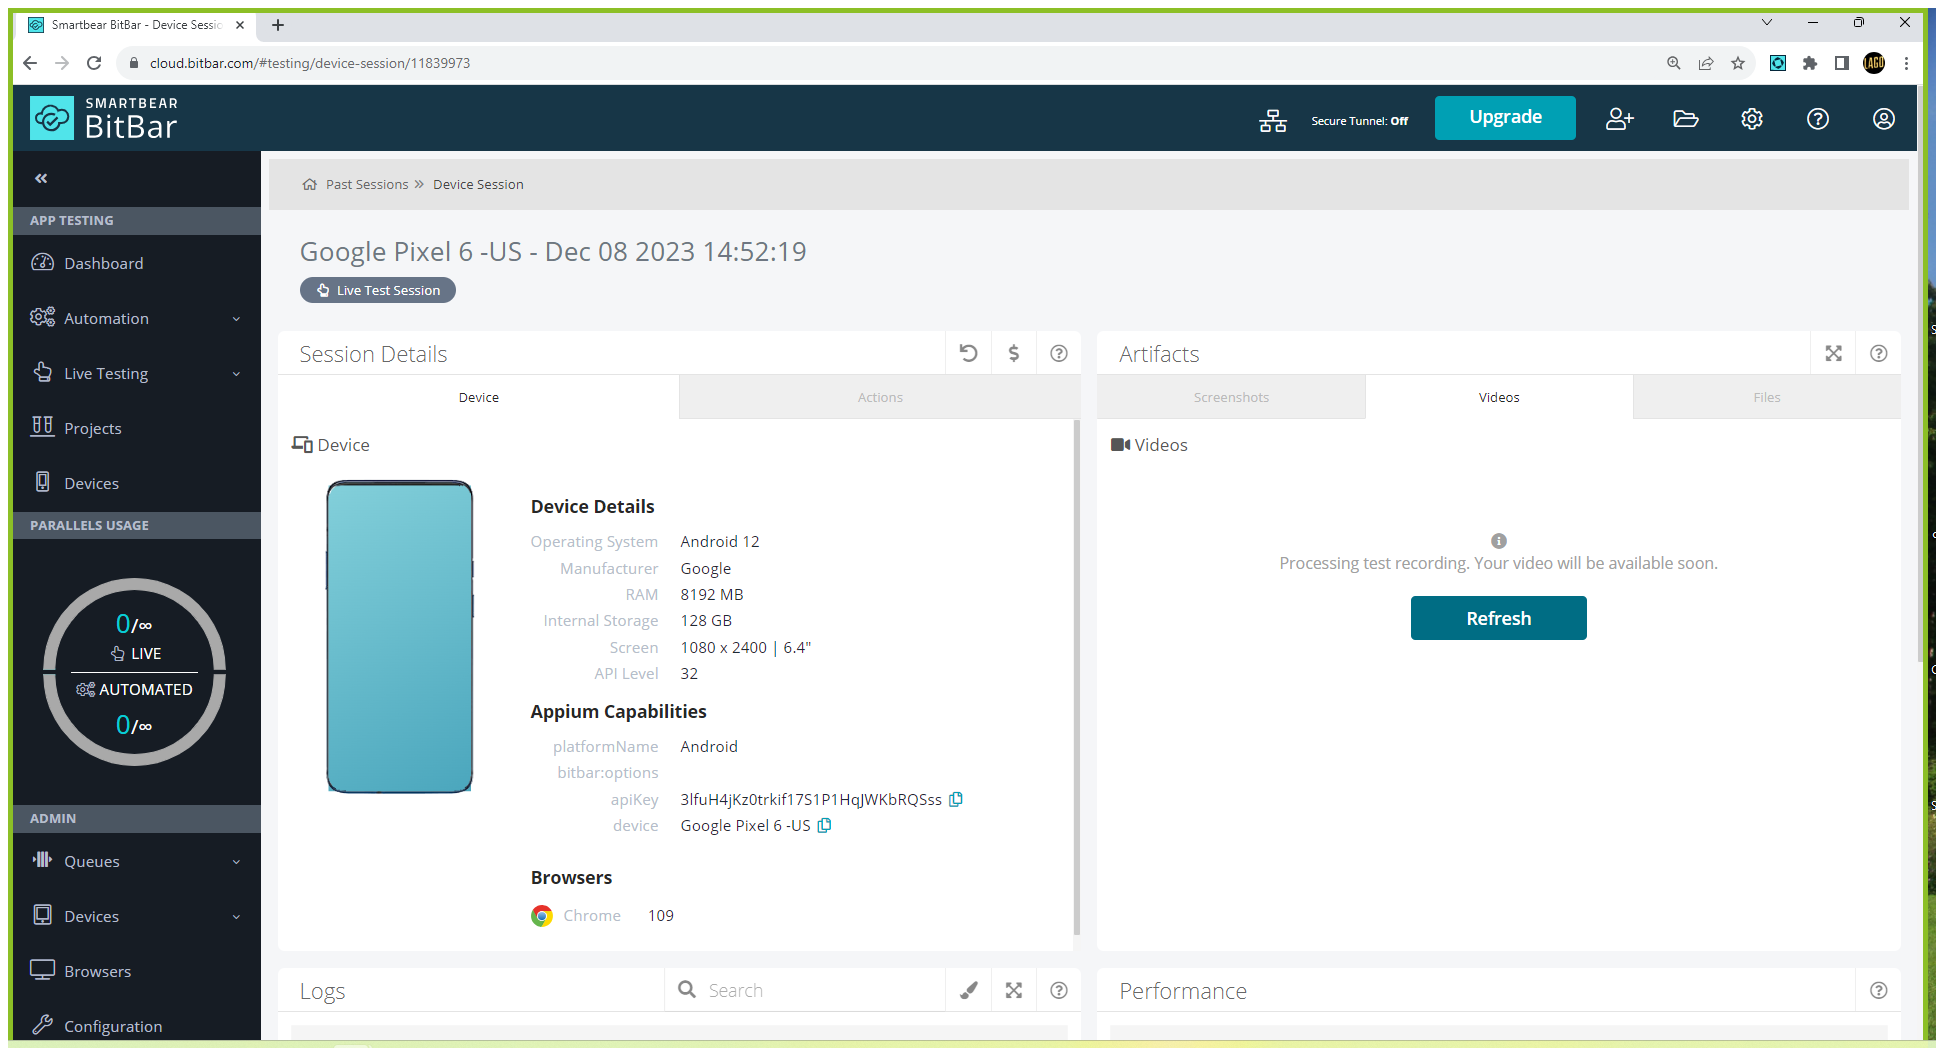 Smartbear BitBar - Device Sessio
cloud.bitbar.com/#testing/device-session/11839973
LAGO
SMARTBEAR
BitBar
Secure Tunnel: Off
Upgrade
Past Sessions » Device Session
APP TESTING
Dashboard
Automation
Live Testing
Projects
Devices
PARALLELS USAGE
0/∞
LIVE
AUTOMATED
0/∞
ADMIN
Queues
Devices
Browsers
Configuration
Google Pixel 6 -US - Dec 08 2023 14:52:19
Live Test Session
Session Details
Device
Actions
Device
Device Details
Operating System Android 12
Manufacturer Google
RAM 8192 MB
Internal Storage 128 GB
Screen 1080 x 2400 | 6.4"
API Level 32
Appium Capabilities
platformName Android
bitbar:options
apiKey 3lfuH4jKz0trkif17S1P1HqJWKbRQSss
device Google Pixel 6 -US
Browsers
Chrome 109
Artifacts
Screenshots
Videos
Files
Videos
Processing test recording. Your video will be available soon.
Refresh
Logs
Search
Performance